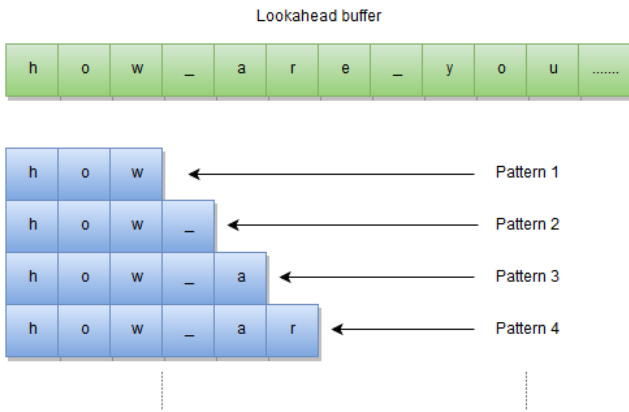 Lookahead buffer
h o w _ a r e _ y o u .......
h o w Pattern 1
h o w _ Pattern 2
h o w _ a Pattern 3
h o w _ a r Pattern 4